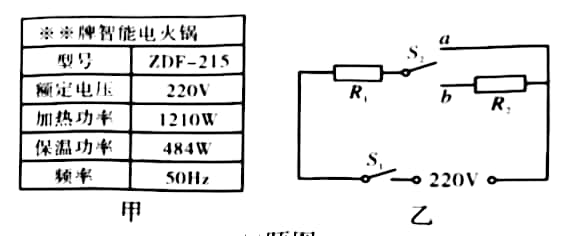 ※※牌智能电火锅
型号 ZDF-215
额定电压 220V
加热功率 1210W
保温功率 484W
频率 50Hz
甲
S₂ a
R₁ b R₂
S₁ 220V
乙